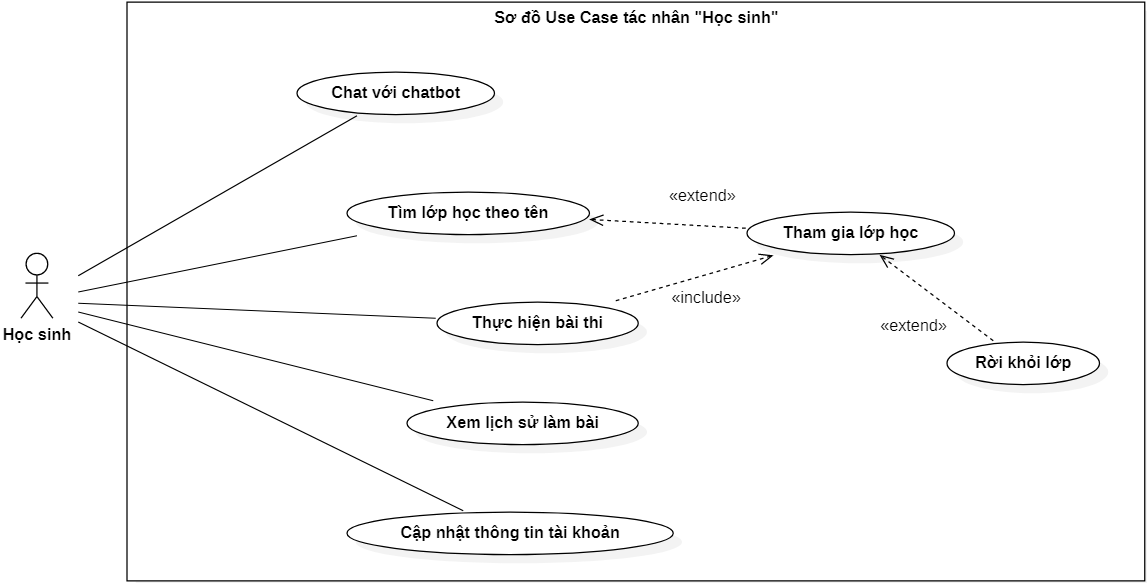 Sơ đồ Use Case tác nhân "Học sinh"
Chat với chatbot
Tìm lớp học theo tên
«extend»
Tham gia lớp học
Học sinh
Thực hiện bài thi
«include»
«extend»
Rời khỏi lớp
Xem lịch sử làm bài
Cập nhật thông tin tài khoản